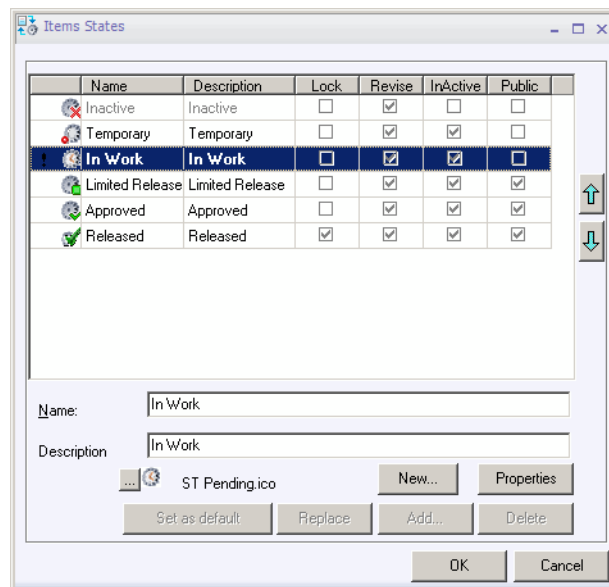 Items States
Name Description Lock Revise InActive Public
Inactive Inactive
Temporary Temporary
! In Work In Work
Limited Release Limited Release
Approved Approved
Released Released
Name: In Work
Description In Work
... ST Pending.ico New... Properties
Set as default Replace Add... Delete
OK Cancel